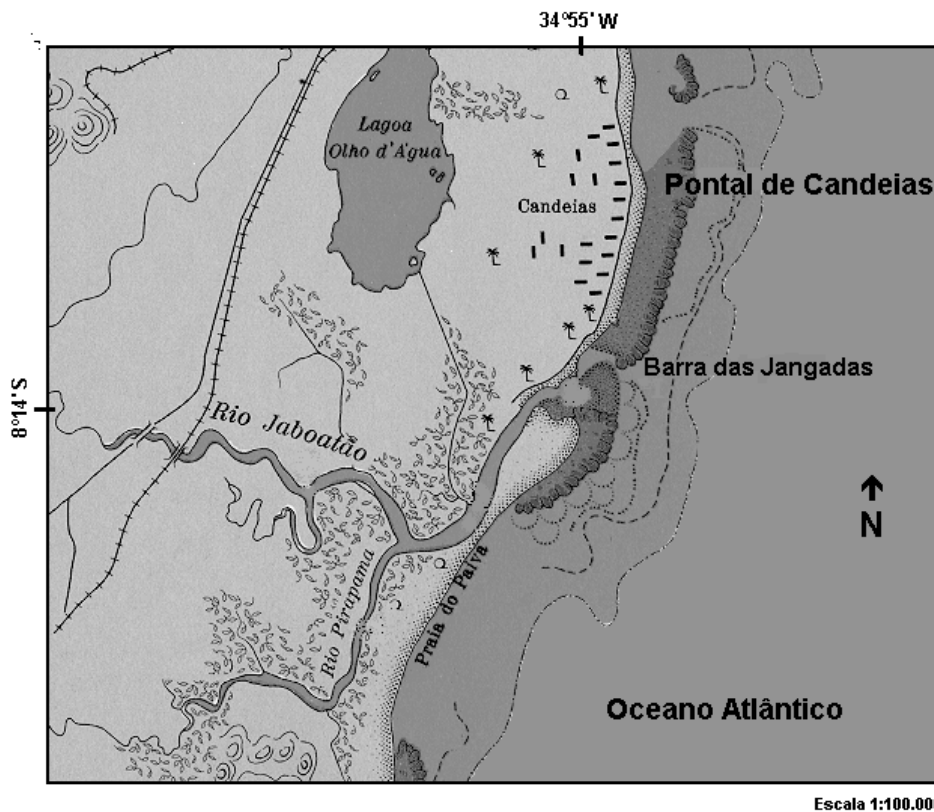 34°55' W
Lagoa
Olho d'Água
Pontal de Candeias
Candeias
Barra das Jangadas
8°14'S
Rio Jaboatão
N
Rio Pirapama
Praia do Paiva
Oceano Atlântico
Escala 1:100.00